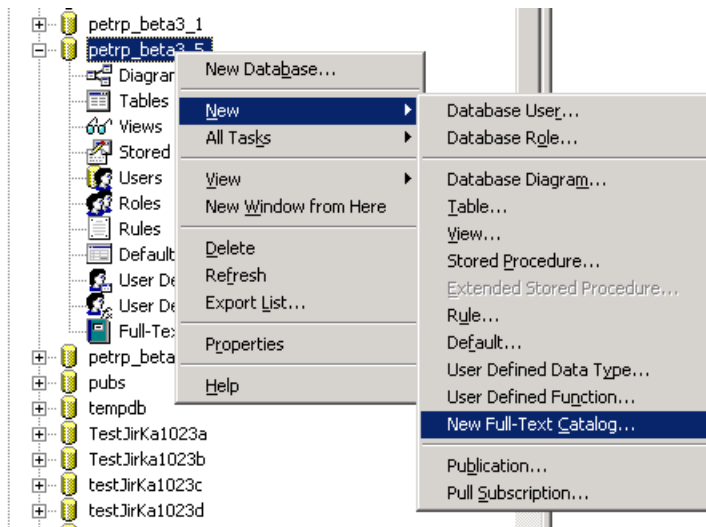 petrp_beta3_1
petrp_beta3_5
Diagram
Tables
Views
Stored
Users
Roles
Rules
Default
User De
User De
Full-Te
petrp_beta
pubs
tempdb
TestJirKa1023a
TestJirka1023b
testJirKa1023c
testJirKa1023d
New Database...
New
All Tasks
View
New Window from Here
Delete
Refresh
Export List...
Properties
Help
Database User...
Database Role...
Database Diagram...
Table...
View...
Stored Procedure...
Extended Stored Procedure...
Rule...
Default...
User Defined Data Type...
User Defined Function...
New Full-Text Catalog...
Publication...
Pull Subscription...